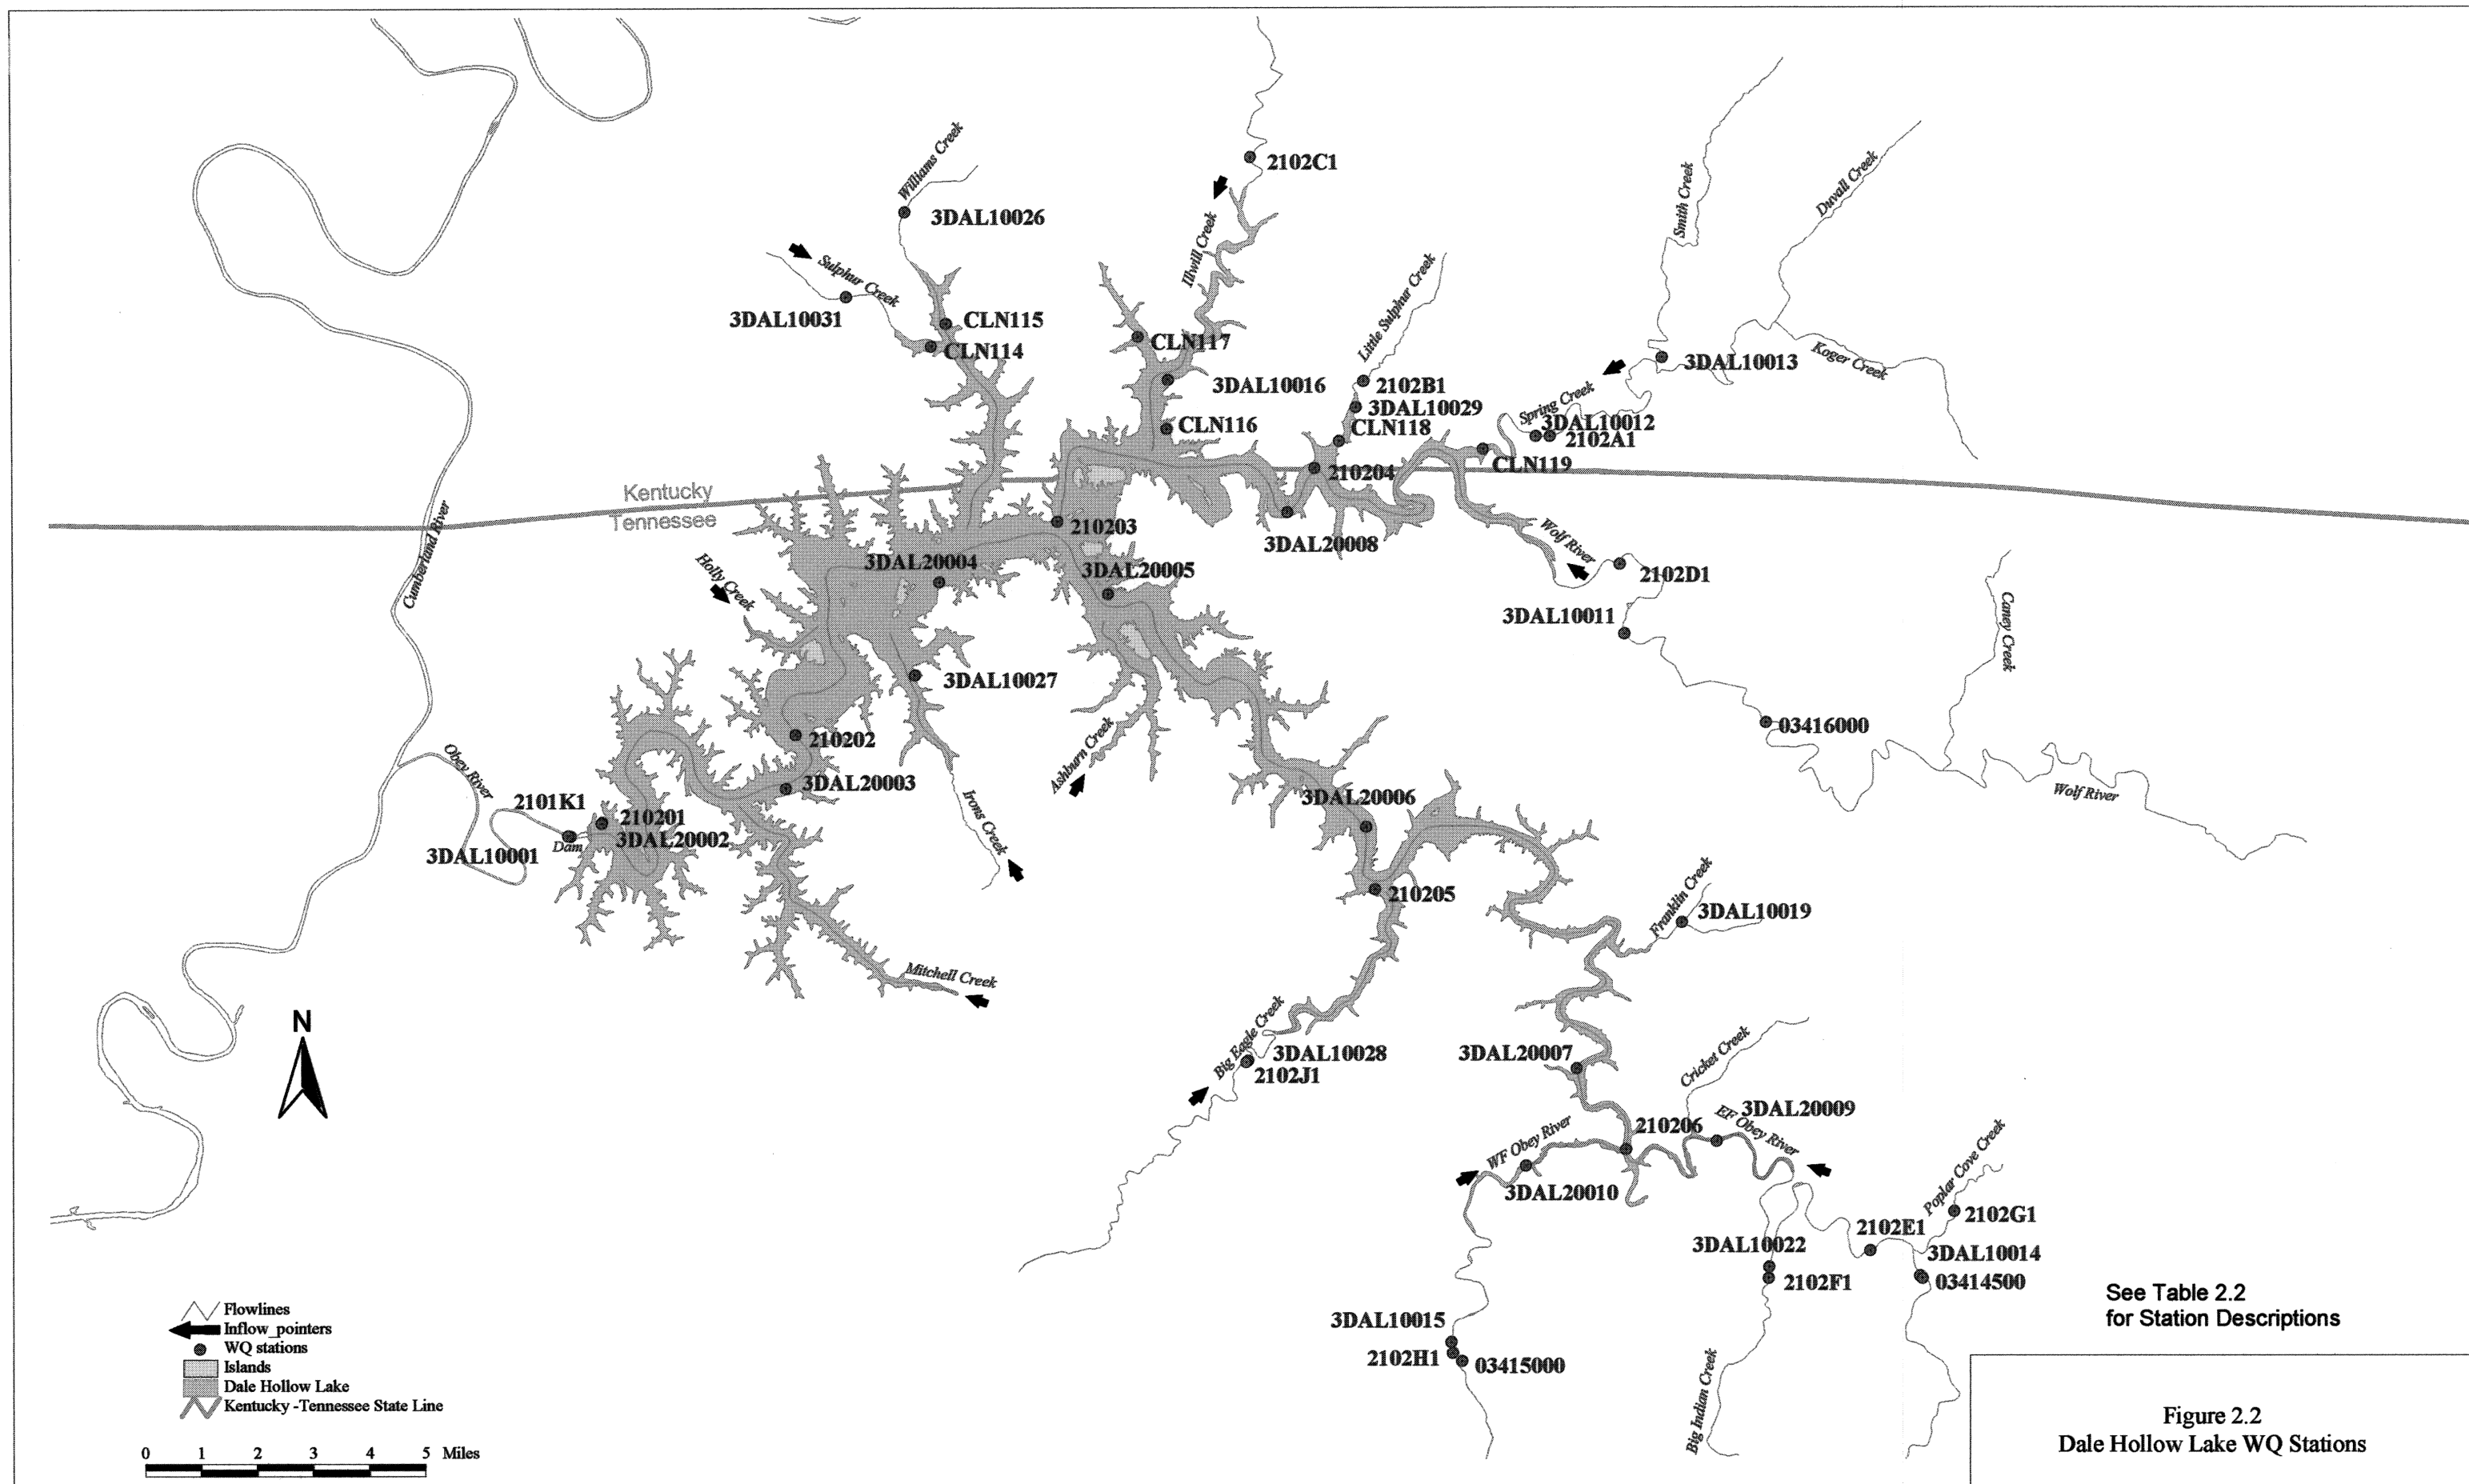 2102C1
Williams Creek
3DAL10026
Smith Creek
Duvall Creek
Illwill Creek
Sulphur Creek
Little Sulphur Creek
3DAL10031
CLN115
CLN114
CLN117
3DAL10013
Koger Creek
3DAL10016
2102B1
Spring Creek
3DAL10029
3DAL10012
CLN116
CLN118
2102A1
CLN119
210204
Kentucky
Tennessee
Cumberland River
210203
3DAL20008
Wolf River
3DAL20004
3DAL20005
2102D1
Holly Creek
3DAL10011
Caney Creek
3DAL10027
03416000
210202
Ashburn Creek
Obey River
3DAL20003
Wolf River
2101K1
210201
3DAL20006
Irons Creek
3DAL20002
Dam
3DAL10001
210205
Franklin Creek
3DAL10019
Mitchell Creek
N
Big Eagle Creek
3DAL10028
2102J1
3DAL20007
Cricket Creek
3DAL20009
210206
EF Obey River
WF Obey River
3DAL20010
Poplar Cove Creek
2102G1
2102E1
3DAL10022
3DAL10014
2102F1
03414500
3DAL10015
2102H1
03415000
Big Indian Creek
See Table 2.2
for Station Descriptions
Flowlines
Inflow_pointers
WQ stations
Islands
Dale Hollow Lake
Kentucky -Tennessee State Line
0 1 2 3 4 5 Miles
Figure 2.2
Dale Hollow Lake WQ Stations